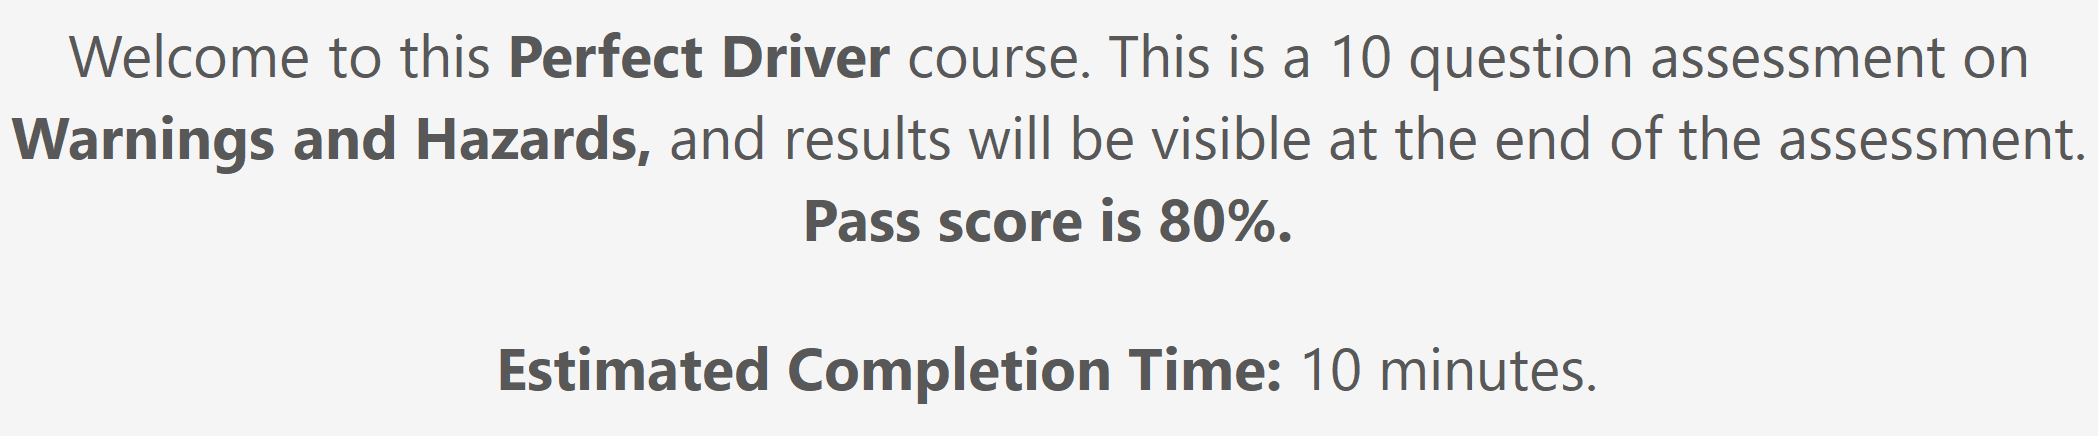 Welcome to this Perfect Driver course. This is a 10 question assessment on
Warnings and Hazards, and results will be visible at the end of the assessment.
Pass score is 80%.
Estimated Completion Time: 10 minutes.